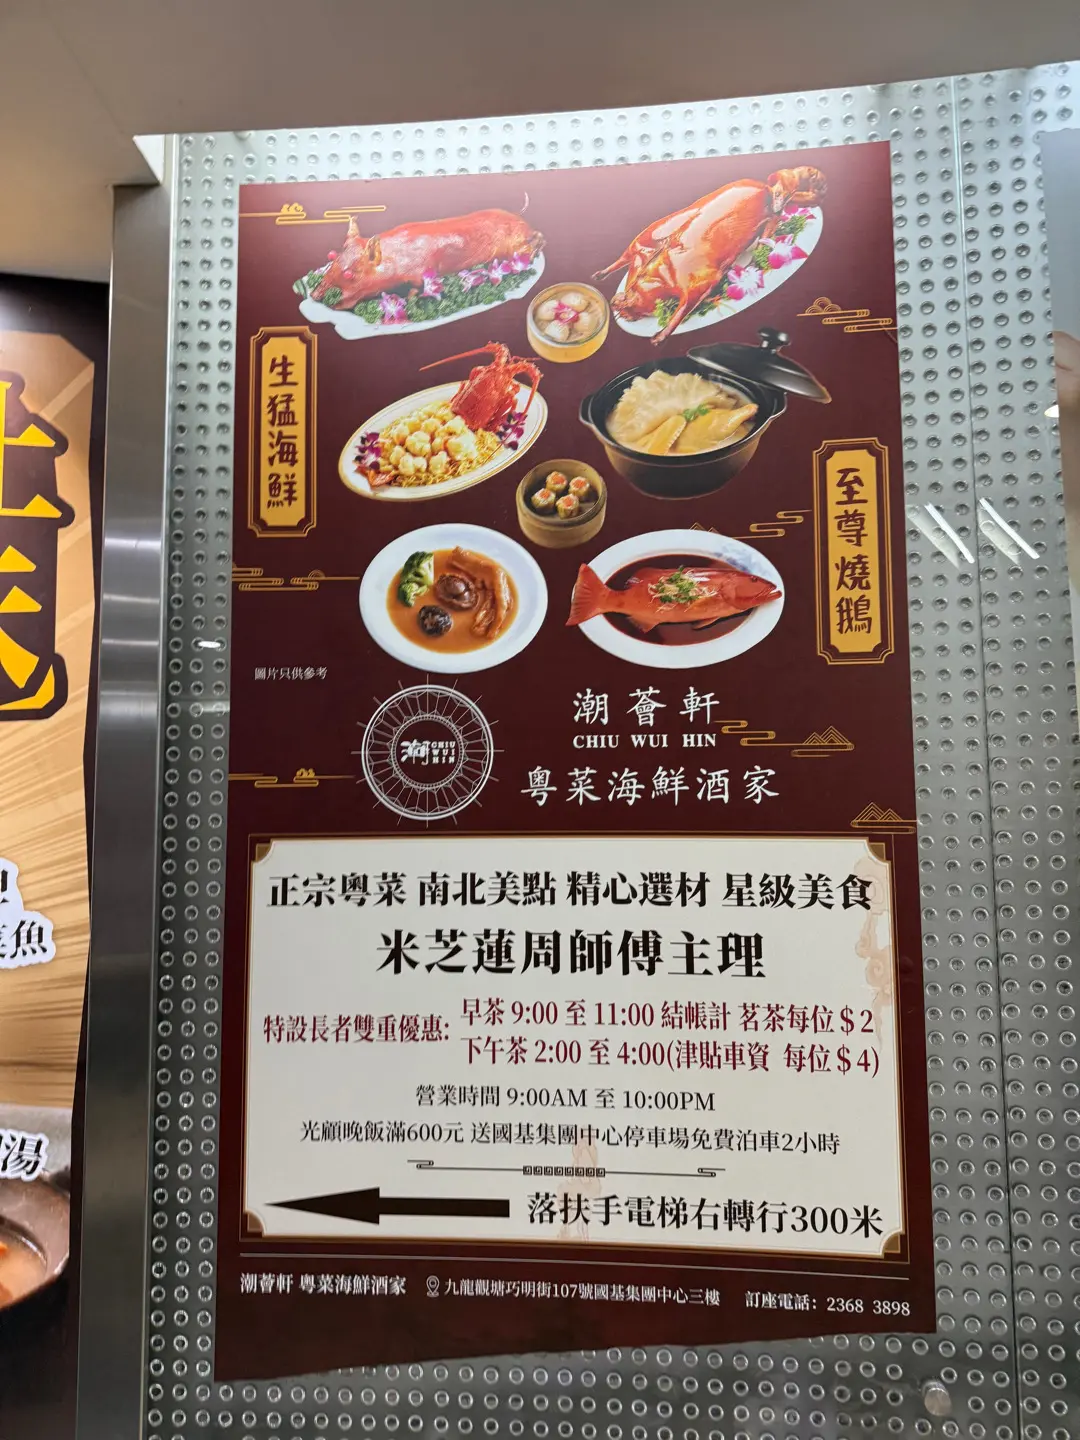 生猛海鮮
至尊燒鵝
圖片只供參考
潮薈軒
CHIU WUI HIN
潮 CHIU
WUI
HIN
粵菜海鮮酒家
正宗粵菜 南北美點 精心選材 星級美食
米芝蓮周師傅主理
特設長者雙重優惠:
早茶 9:00 至 11:00 結帳計 茗茶每位 $ 2
下午茶 2:00 至 4:00(津貼車資 每位 $ 4)
營業時間 9:00AM 至 10:00PM
光顧晚飯滿600元 送國基集團中心停車場免費泊車2小時
落扶手電梯右轉行300米
潮薈軒 粵菜海鮮酒家 九龍觀塘巧明街107號國基集團中心三樓 訂座電話：2368 3898
魚
湯